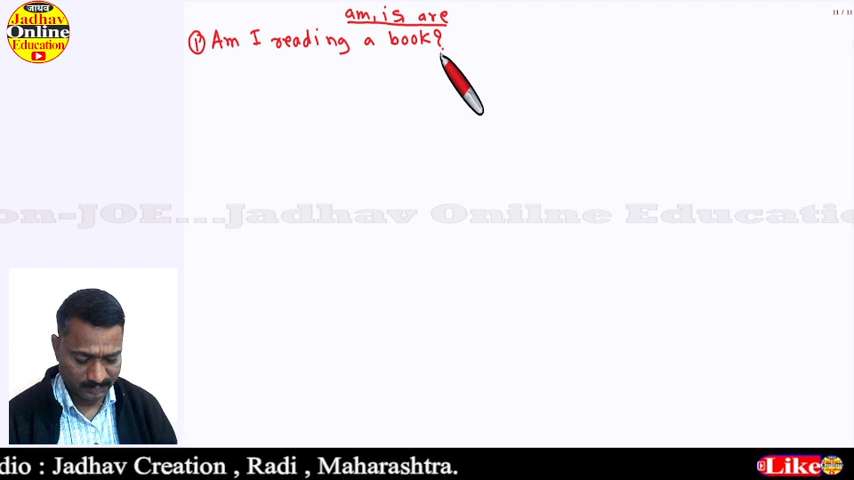 जाधव
Jadhav
Online
Education
am, is, are
11 / 11
① Am I reading a book?
on-JOE...Jadhav Onilne Educatio
dio : Jadhav Creation , Radi , Maharashtra.
Like